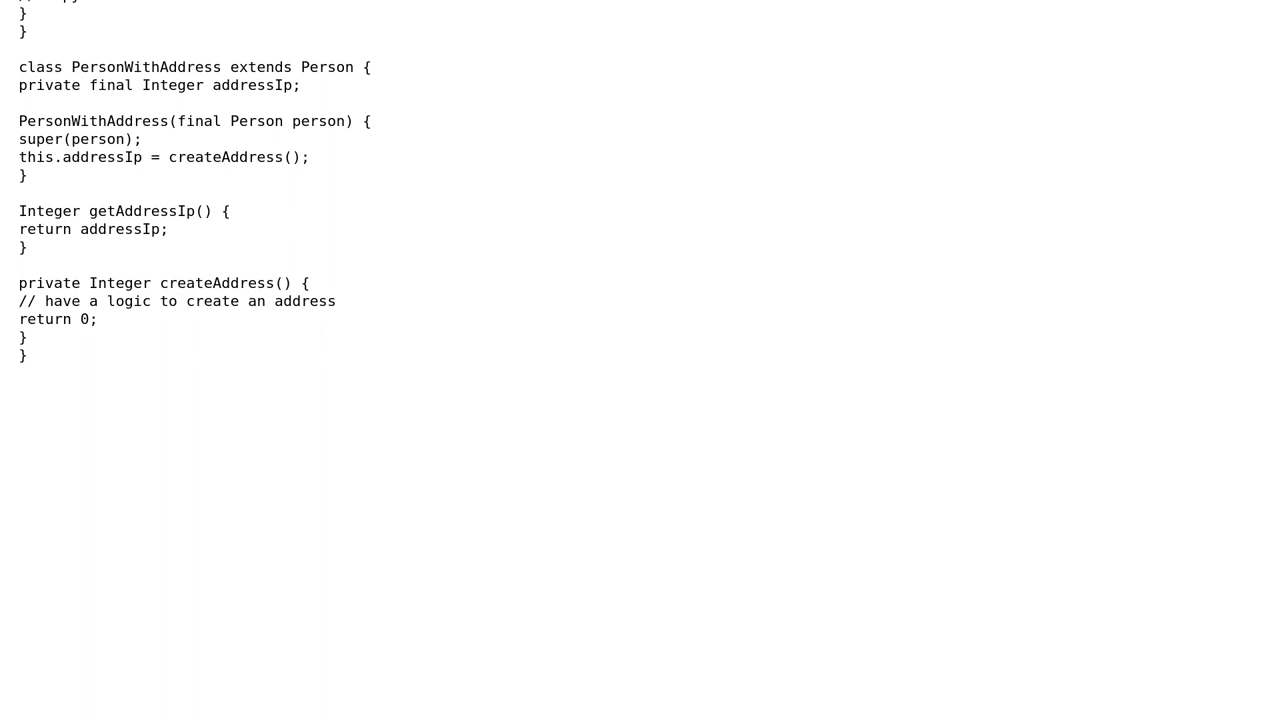 }
}
class PersonWithAddress extends Person {
private final Integer addressIp;
PersonWithAddress(final Person person) {
super(person);
this.addressIp = createAddress();
}
Integer getAddressIp() {
return addressIp;
}
private Integer createAddress() {
// have a logic to create an address
return 0;
}
}